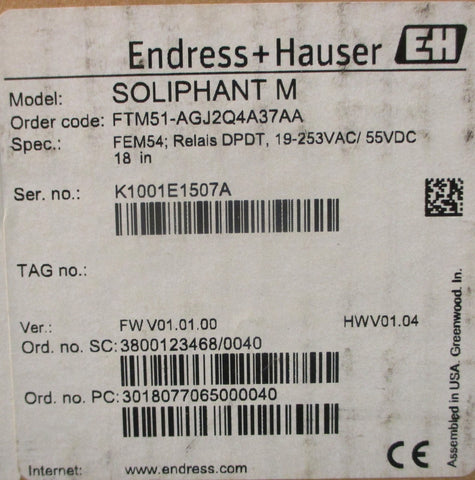 Endress+Hauser EH
Model: SOLIPHANT M
Order code: FTM51-AGJ2Q4A37AA
Spec.: FEM54; Relais DPDT, 19-253VAC/ 55VDC
18 in
Ser. no.: K1001E1507A
TAG no.:
Ver.: FW V01.01.00 HWV01.04
Ord. no. SC: 3800123468/0040
Ord. no. PC: 3018077065000040
Internet: www.endress.com
CE
Assembled in USA. Greenwood. In.